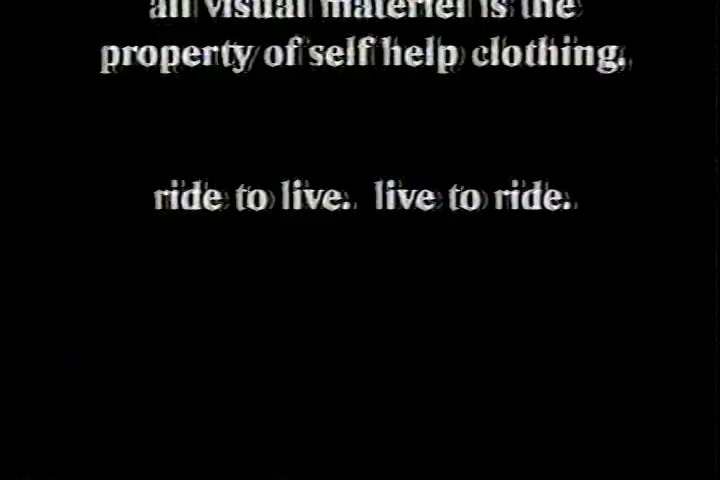 all visual materiel is the
property of self help clothing.
ride to live. live to ride.